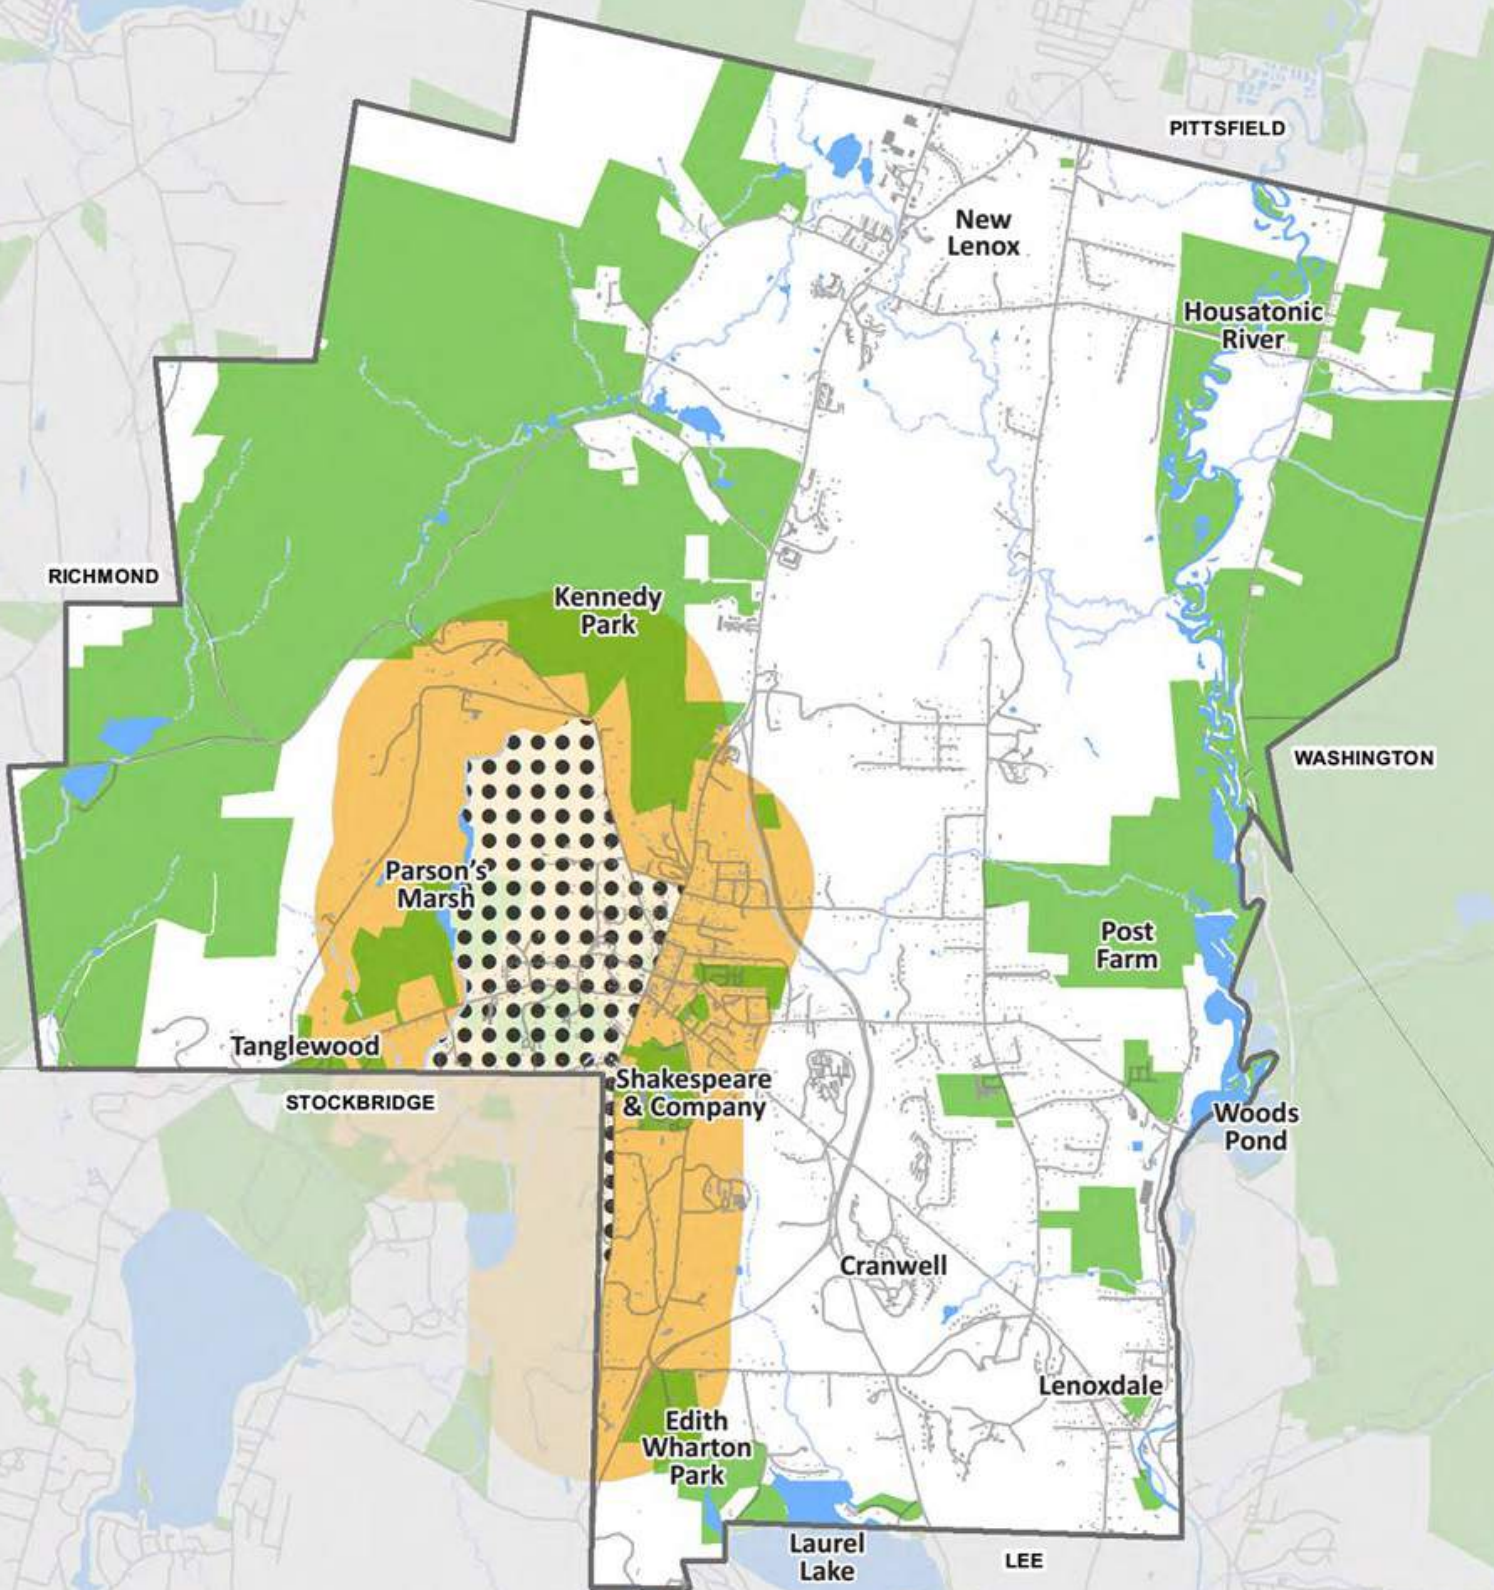 PITTSFIELD
New
Lenox
Housatonic
River
RICHMOND
Kennedy
Park
WASHINGTON
Parson's
Marsh
Post
Farm
Tanglewood
STOCKBRIDGE
Shakespeare
& Company
Woods
Pond
Cranwell
Lenoxdale
Edith
Wharton
Park
Laurel
Lake
LEE